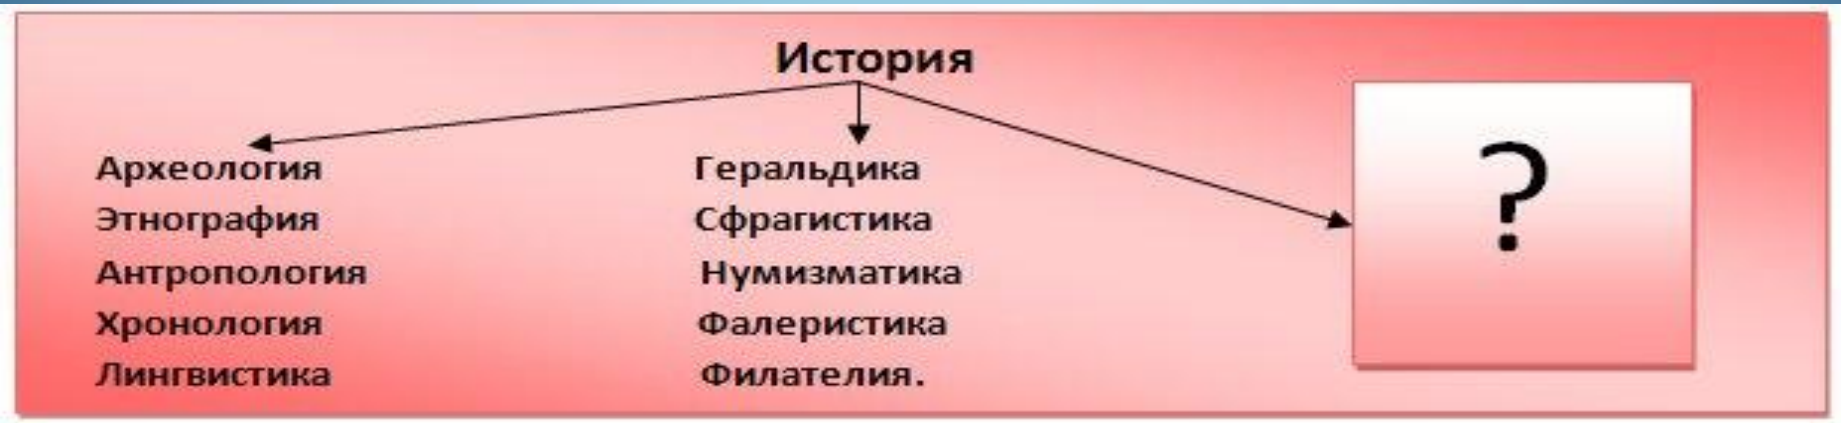 История
Археология
Этнография
Антропология
Хронология
Лингвистика
Геральдика
Сфрагистика
Нумизматика
Фалеристика
Филателия.
?